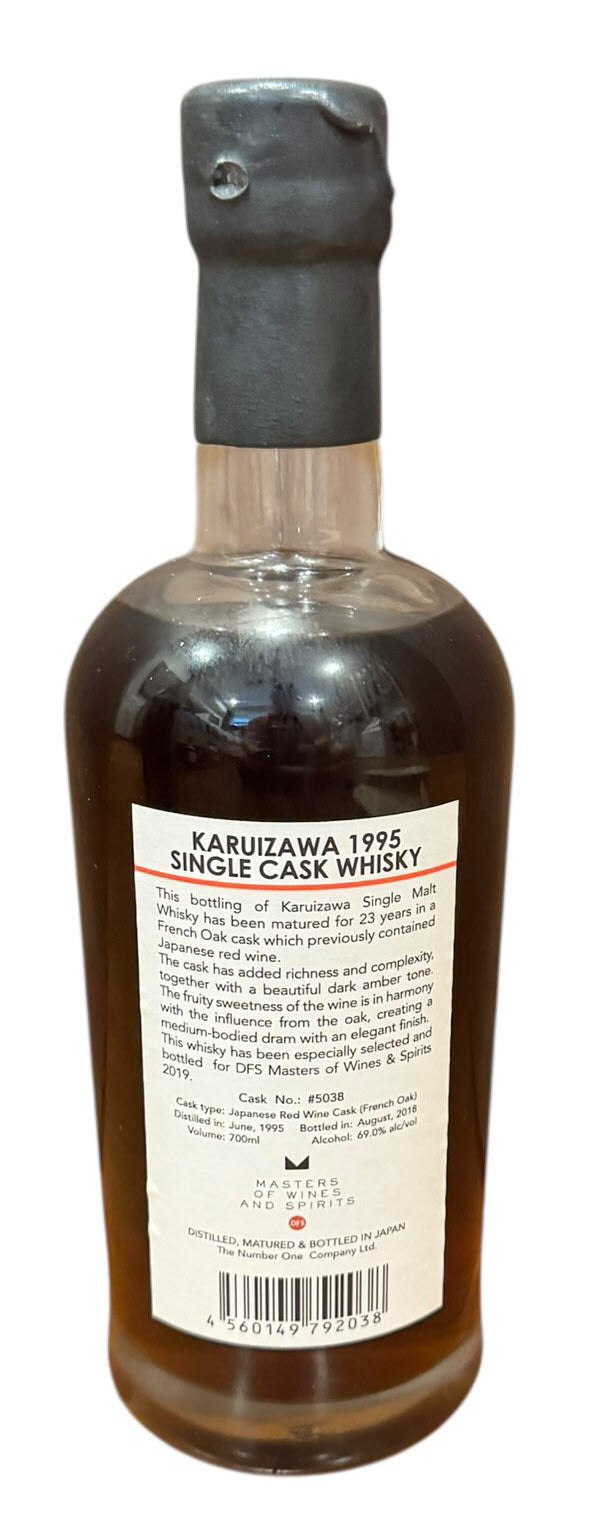 KARUIZAWA 1995
SINGLE CASK WHISKY
This bottling of Karuizawa Single Malt
Whisky has been matured for 23 years in a
French Oak cask which previously contained
Japanese red wine.
The cask has added richness and complexity,
together with a beautiful dark amber tone.
The fruity sweetness of the wine is in harmony
with the influence from the oak, creating a
medium-bodied dram with an elegant finish.
This whisky has been especially selected and
bottled for DFS Masters of Wines & Spirits
2019.
Cask No.: #5038
Cask type: Japanese Red Wine Cask (French Oak)
Distilled in: June, 1995 Bottled in: August, 2018
Volume: 700ml Alcohol: 69.0% alc/vol
MASTERS
OF WINES
AND SPIRITS
DFS
DISTILLED, MATURED & BOTTLED IN JAPAN
The Number One Company Ltd.
4 560149 792038